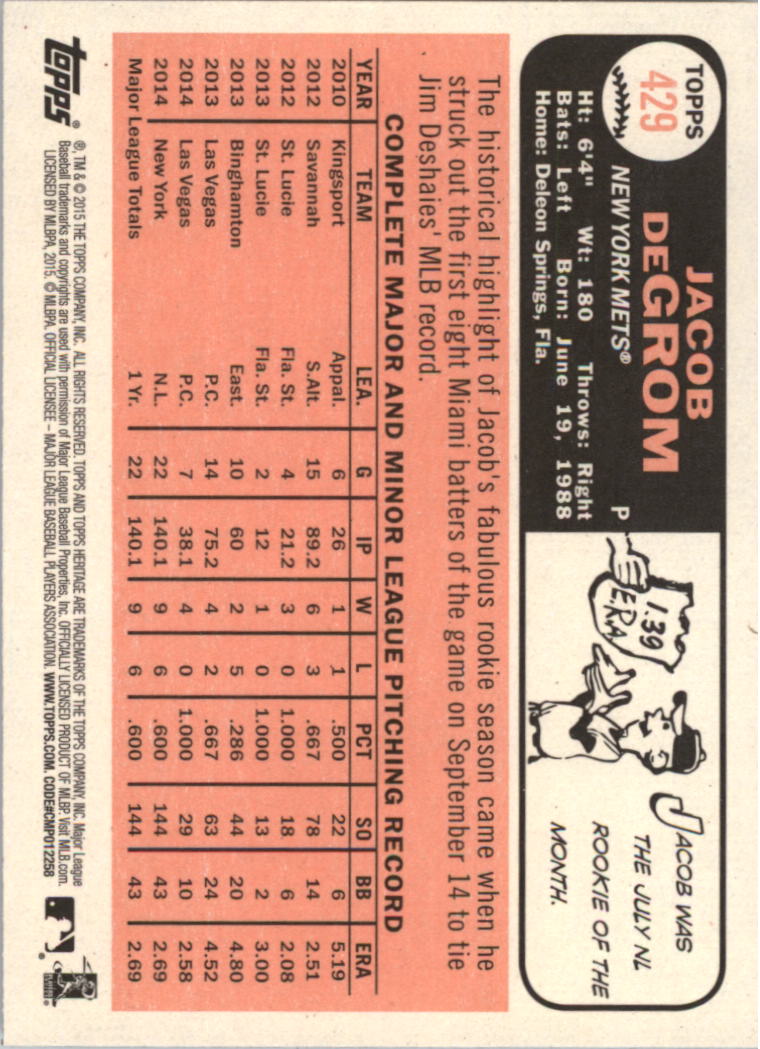 TOPPS
429
JACOB
DEGROM
NEW YORK METS® P
Ht: 6'4" Wt: 180 Throws: Right
Bats: Left Born: June 19, 1988
Home: Deleon Springs, Fla.
1.39
E.R.A.
JACOB WAS
THE JULY NL
ROOKIE OF THE
MONTH.
The historical highlight of Jacob's fabulous rookie season came when he
struck out the first eight Miami batters of the game on September 14 to tie
Jim Deshaies' MLB record.
COMPLETE MAJOR AND MINOR LEAGUE PITCHING RECORD
YEAR TEAM LEA. G IP W L PCT SO BB ERA
2010 Kingsport Appal. 6 26 1 1 .500 22 6 5.19
2012 Savannah S.Atl. 15 89.2 6 3 .667 78 14 2.51
2012 St. Lucie Fla. St. 4 21.2 3 0 1.000 18 6 2.08
2013 St. Lucie Fla. St. 2 12 1 0 1.000 13 2 3.00
2013 Binghamton East. 10 60 2 5 .286 44 20 4.80
2013 Las Vegas P.C. 14 75.2 4 2 .667 63 24 4.52
2014 Las Vegas P.C. 7 38.1 4 0 1.000 29 10 2.58
2014 New York N.L. 22 140.1 9 6 .600 144 43 2.69
Major League Totals 1 Yr. 22 140.1 9 6 .600 144 43 2.69
topps®
®, TM & © 2015 THE TOPPS COMPANY, INC. ALL RIGHTS RESERVED. TOPPS AND TOPPS HERITAGE ARE TRADEMARKS OF THE TOPPS COMPANY, INC. Major League
Baseball trademarks and copyrights are used with permission of Major League Baseball Properties, Inc. OFFICIALLY LICENSED PRODUCT OF MLBP. Visit MLB.com.
LICENSED BY MLBPA, 2015. © MLBPA. OFFICIAL LICENSEE – MAJOR LEAGUE BASEBALL PLAYERS ASSOCIATION. WWW.TOPPS.COM. CODE#CMP012258